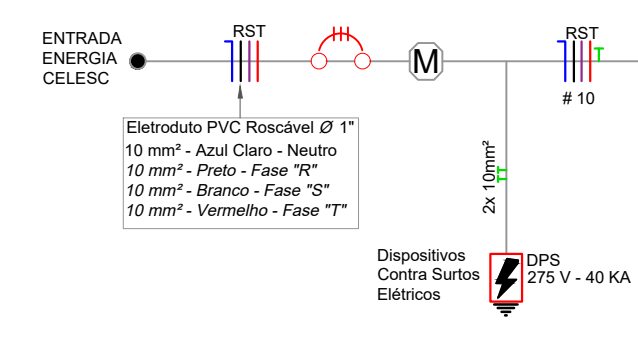 ENTRADA
ENERGIA
CELESC
RST
M
RST
# 10
Eletroduto PVC Roscável Ø 1"
10 mm² - Azul Claro - Neutro
10 mm² - Preto - Fase "R"
10 mm² - Branco - Fase "S"
10 mm² - Vermelho - Fase "T"
2x 10mm²
Dispositivos
Contra Surtos
Elétricos
DPS
275 V - 40 KA